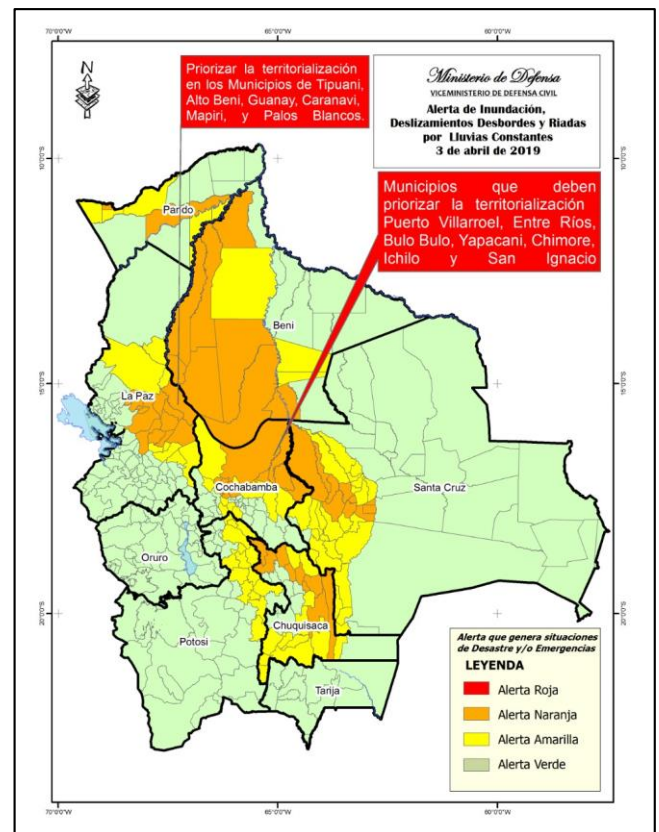 70°0'0"O
65°0'0"O
60°0'0"O
N
Priorizar la territorialización
en los Municipios de Tipuani,
Alto Beni, Guanay, Caranavi,
Mapiri, y Palos Blancos.
Ministerio de Defensa
VICEMINISTERIO DE DEFENSA CIVIL
Alerta de Inundación,
Deslizamientos Desbordes y Riadas
por Lluvias Constantes
3 de abril de 2019
10°0'0"S
10°0'0"S
Municipios que deben
priorizar la territorialización
Puerto Villarroel, Entre Ríos,
Bulo Bulo, Yapacani, Chimore,
Ichilo y San Ignacio
Pando
Beni
15°0'0"S
15°0'0"S
La Paz
Cochabamba
Santa Cruz
Oruro
20°0'0"S
20°0'0"S
Chuquisaca
Potosi
Tarija
Alerta que genera situaciones
de Desastre y/o Emergencias
LEYENDA
Alerta Roja
Alerta Naranja
Alerta Amarilla
Alerta Verde
70°0'0"O
65°0'0"O
60°0'0"O